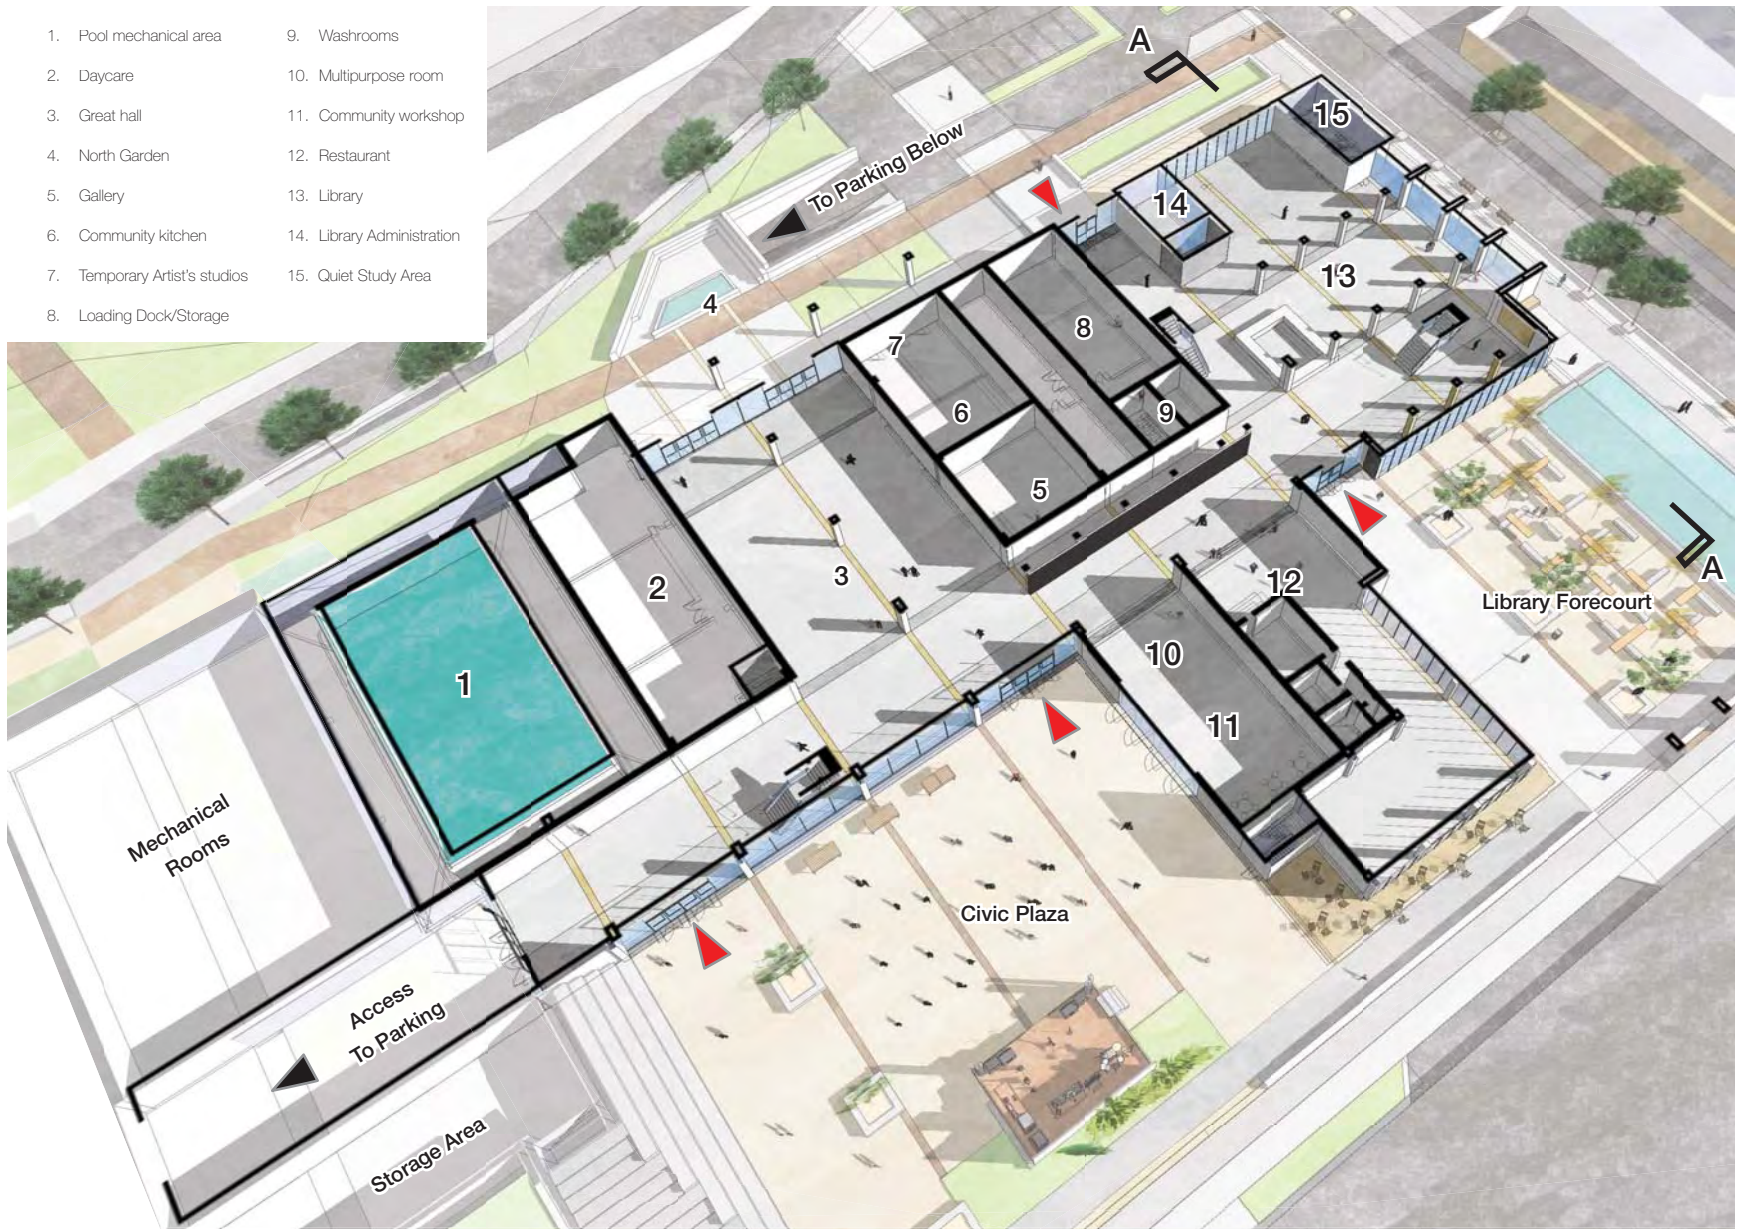 1. Pool mechanical area
2. Daycare
3. Great hall
4. North Garden
5. Gallery
6. Community kitchen
7. Temporary Artist's studios
8. Loading Dock/Storage
9. Washrooms
10. Multipurpose room
11. Community workshop
12. Restaurant
13. Library
14. Library Administration
15. Quiet Study Area
A
15
To Parking Below
14
13
4
8
7
6
9
5
A
12
Library Forecourt
3
2
10
1
11
Mechanical
Rooms
Civic Plaza
Access
To Parking
Storage Area